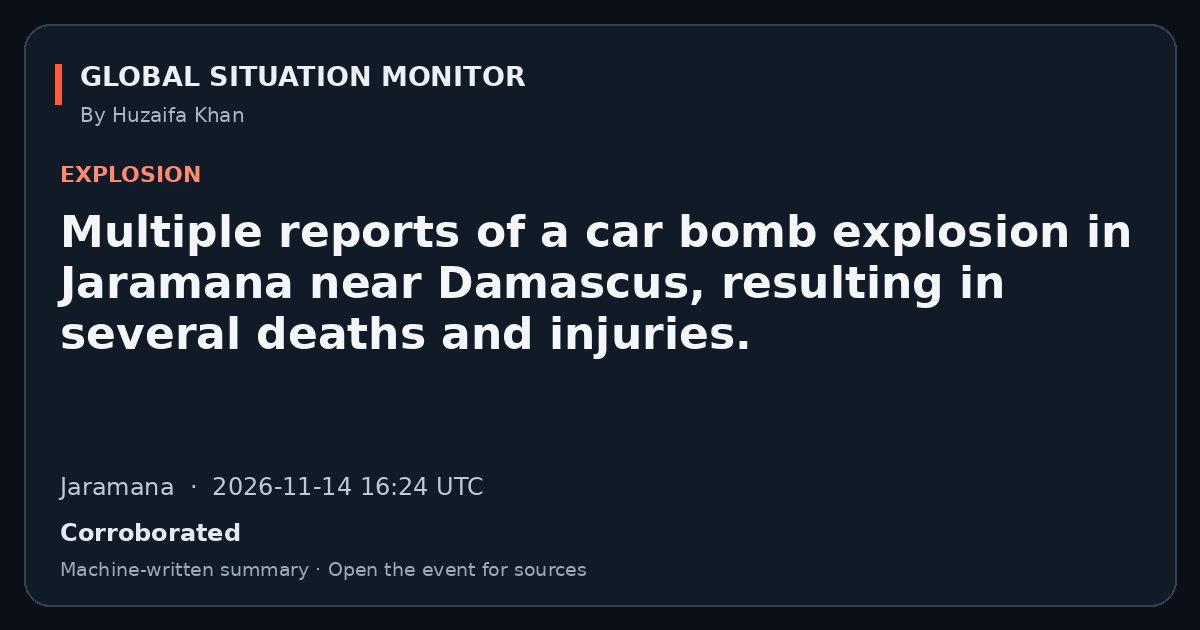 GLOBAL SITUATION MONITOR
By Huzaifa Khan
EXPLOSION
Multiple reports of a car bomb explosion in
Jaramana near Damascus, resulting in
several deaths and injuries.
Jaramana · 2026-11-14 16:24 UTC
Corroborated
Machine-written summary · Open the event for sources